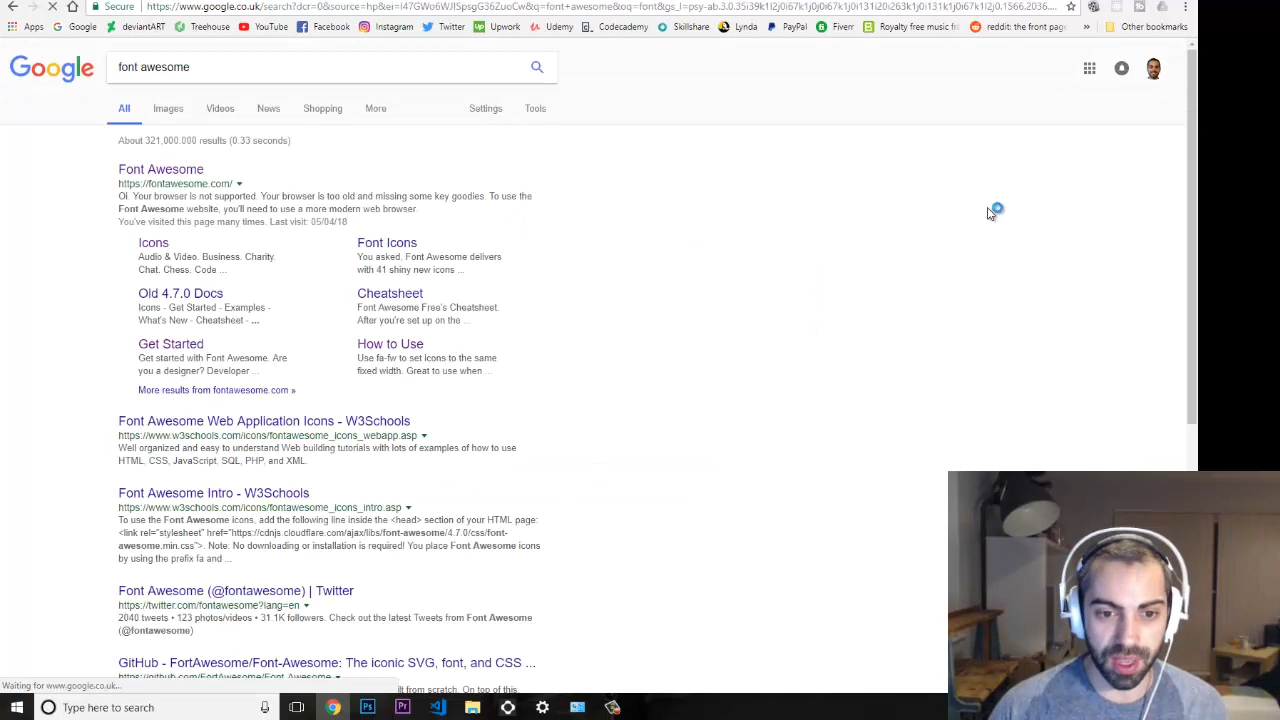 Secure
https://www.google.co.uk/search?dcr=0&source=hp&ei=
Apps
Google
deviantART
Treehouse
YouTube
Facebook
Instagram
Twitter
Upwork
Udemy
Codecademy
Skillshare
Lynda
PayPal
Fiverr
Royalty free music fo
reddit: the front page
»
Google
font awesome
All
Images
Videos
News
Shopping
More
Settings
Tools
About 321,000,000 results (0.33 seconds)
Font Awesome
https://fontawesome.com/
Oi. Your browser is not supported. Your browser is too old and missing some key goodies. To use the
Font Awesome website, you'll need to use a more modern web browser.
You've visited this page many times. Last visit: 05/04/18
Icons
Audio & Video. Business. Charity.
Chat. Chess. Code ...
Font Icons
You asked, Font Awesome delivers
with 41 shiny new icons ...
Old 4.7.0 Docs
Icons - Get Started - Examples -
What's New - Cheatsheet - ...
Cheatsheet
Font Awesome Free's Cheatsheet.
After you're set up on the ...
Get Started
Get started with Font Awesome. Are
you a designer? Developer ...
How to Use
Use fa-fw to set icons to the same
fixed width. Great to use when ...
More results from fontawesome.com »
Font Awesome Web Application Icons - W3Schools
https://www.w3schools.com/icons/fontawesome_icons_webapp.asp
Well organized and easy to understand Web building tutorials with lots of examples of how to use
HTML, CSS, JavaScript, SQL, PHP, and XML.
Font Awesome Intro - W3Schools
https://www.w3schools.com/icons/fontawesome_icons_intro.asp
To use the Font Awesome icons, add the following line inside the <head> section of your HTML page:
<link rel="stylesheet" href="https://cdnjs.cloudflare.com/ajax/libs/font-awesome/4.7.0/css/font-
awesome.min.css">. Note: No downloading or installation is required! You place Font Awesome icons
by using the prefix fa and ...
Font Awesome (@fontawesome) | Twitter
https://twitter.com/fontawesome?lang=en
2040 tweets • 123 photos/videos • 31.1K followers. Check out the latest Tweets from Font Awesome
(@fontawesome)
GitHub - FortAwesome/Font-Awesome: The iconic SVG, font, and CSS ...
https://github.com/FortAwesome/Font-Awesome
Waiting for www.google.co.uk...
lt from scratch. On top of this,
Type here to search